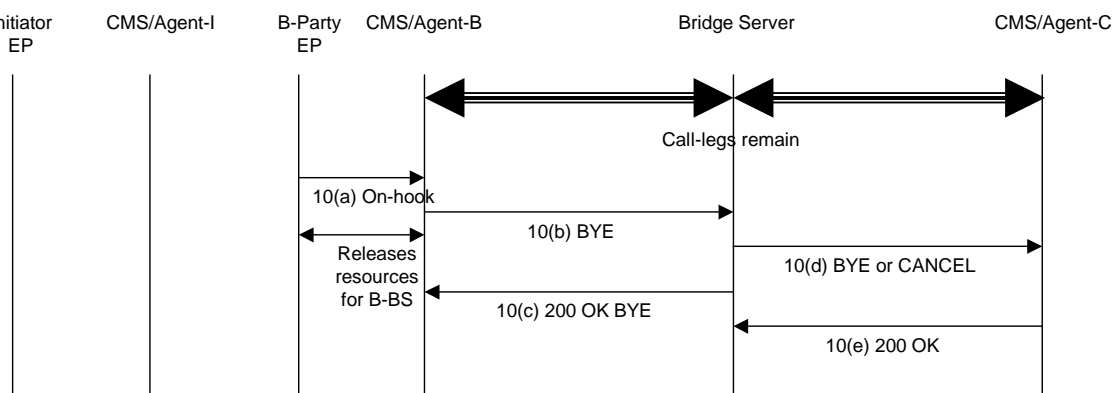 nitiator
EP
CMS/Agent-I
B-Party
EP
CMS/Agent-B
Bridge Server
CMS/Agent-C
Call-legs remain
10(a) On-hook
10(b) BYE
Releases
resources
for B-BS
10(d) BYE or CANCEL
10(c) 200 OK BYE
10(e) 200 OK